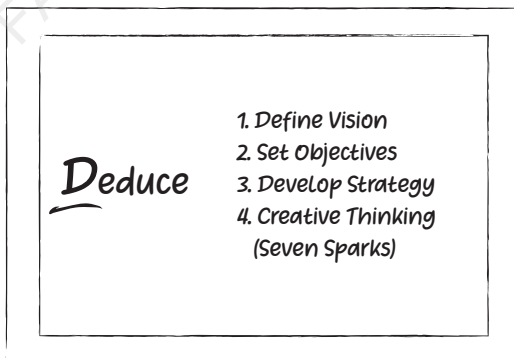 Deduce
1. Define Vision
2. Set Objectives
3. Develop Strategy
4. Creative Thinking
(Seven Sparks)